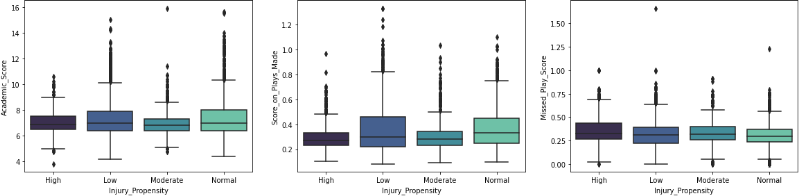 Academic_Score
16
14
12
10
8
6
4
High Low Moderate Normal
Injury_Propensity
Score_on_Plays_Made
1.2
1.0
0.8
0.6
0.4
0.2
High Low Moderate Normal
Injury_Propensity
Missed_Play_Score
1.50
1.25
1.00
0.75
0.50
0.25
0.00
High Low Moderate Normal
Injury_Propensity